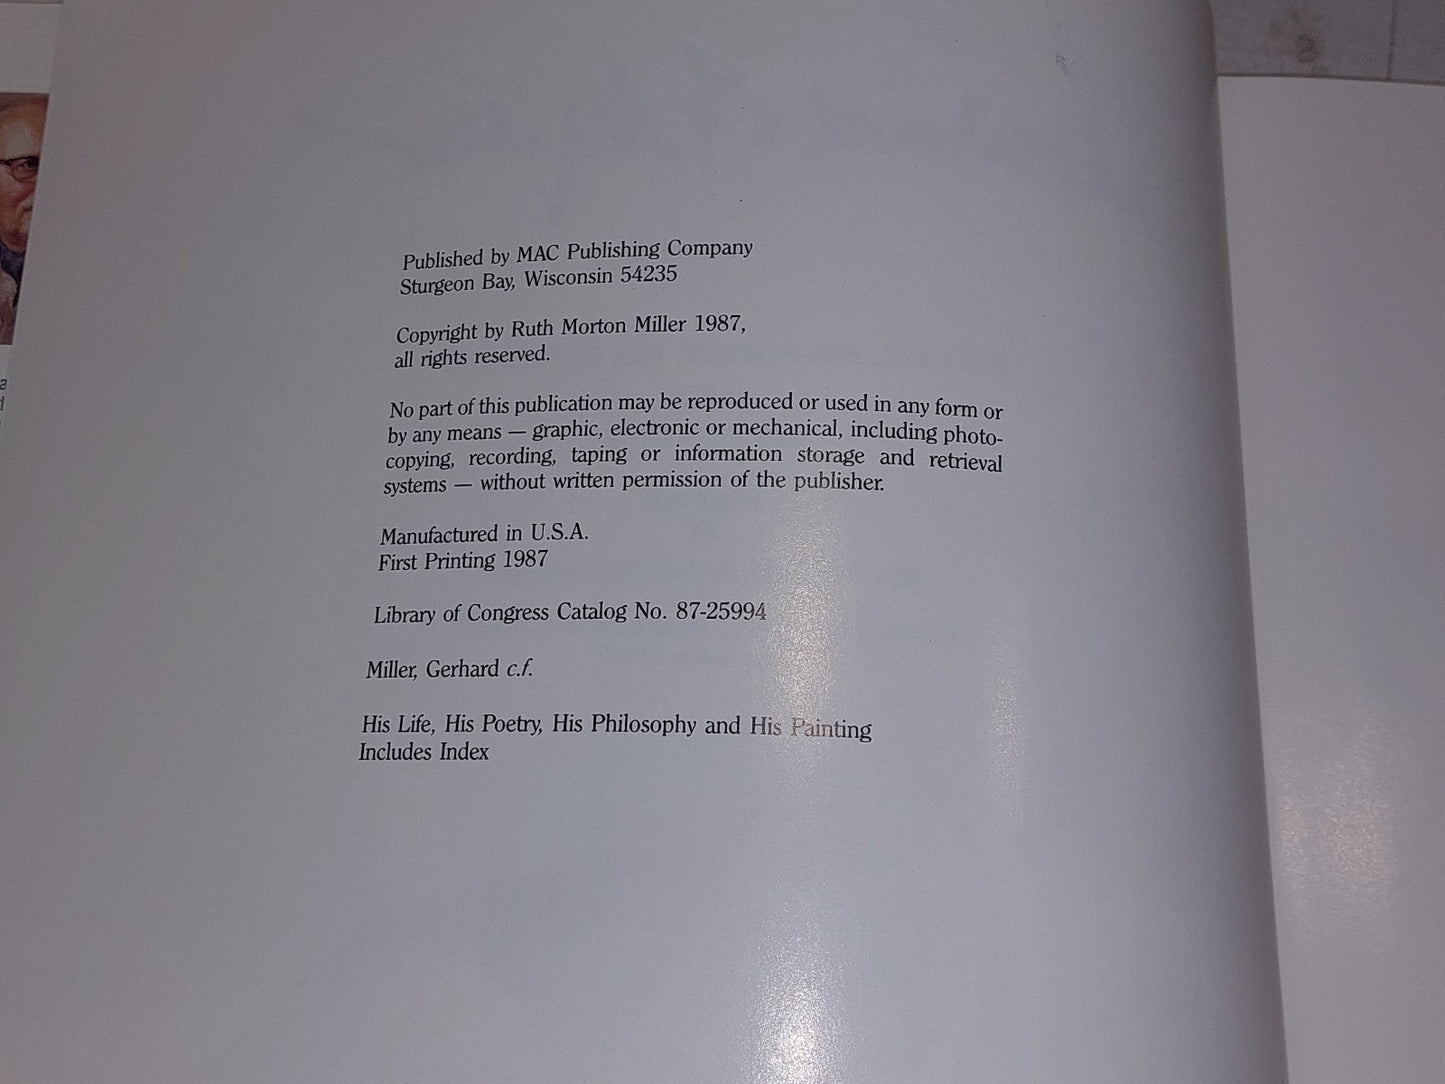 Published by MAC Publishing Company
Sturgeon Bay, Wisconsin 54235
Copyright by Ruth Morton Miller 1987,
all rights reserved.
No part of this publication may be reproduced or used in any form or
by any means — graphic, electronic or mechanical, including photo-
copying, recording, taping or information storage and retrieval
systems — without written permission of the publisher.
Manufactured in U.S.A.
First Printing 1987
Library of Congress Catalog No. 87-25994
Miller, Gerhard c.f.
His Life, His Poetry, His Philosophy and His Painting
Includes Index